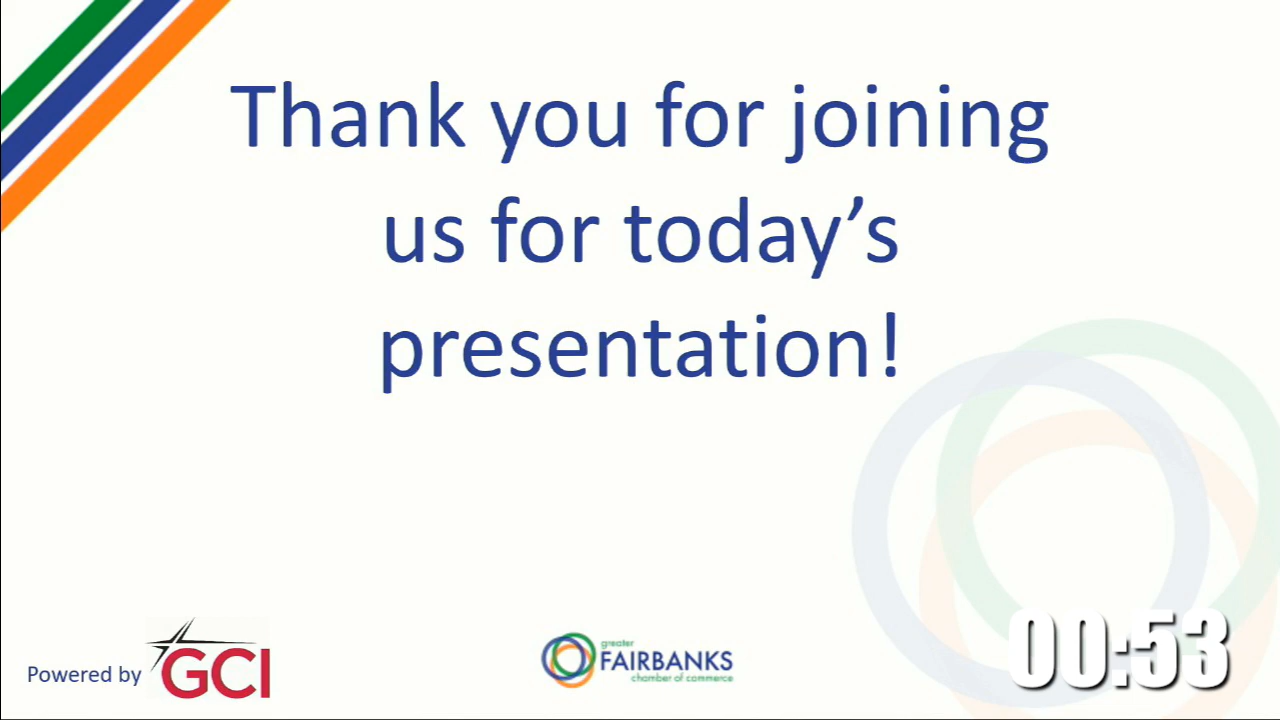 Thank you for joining
us for today’s
presentation!
Powered by
GCI
greater
FAIRBANKS
chamber of commerce
00:53